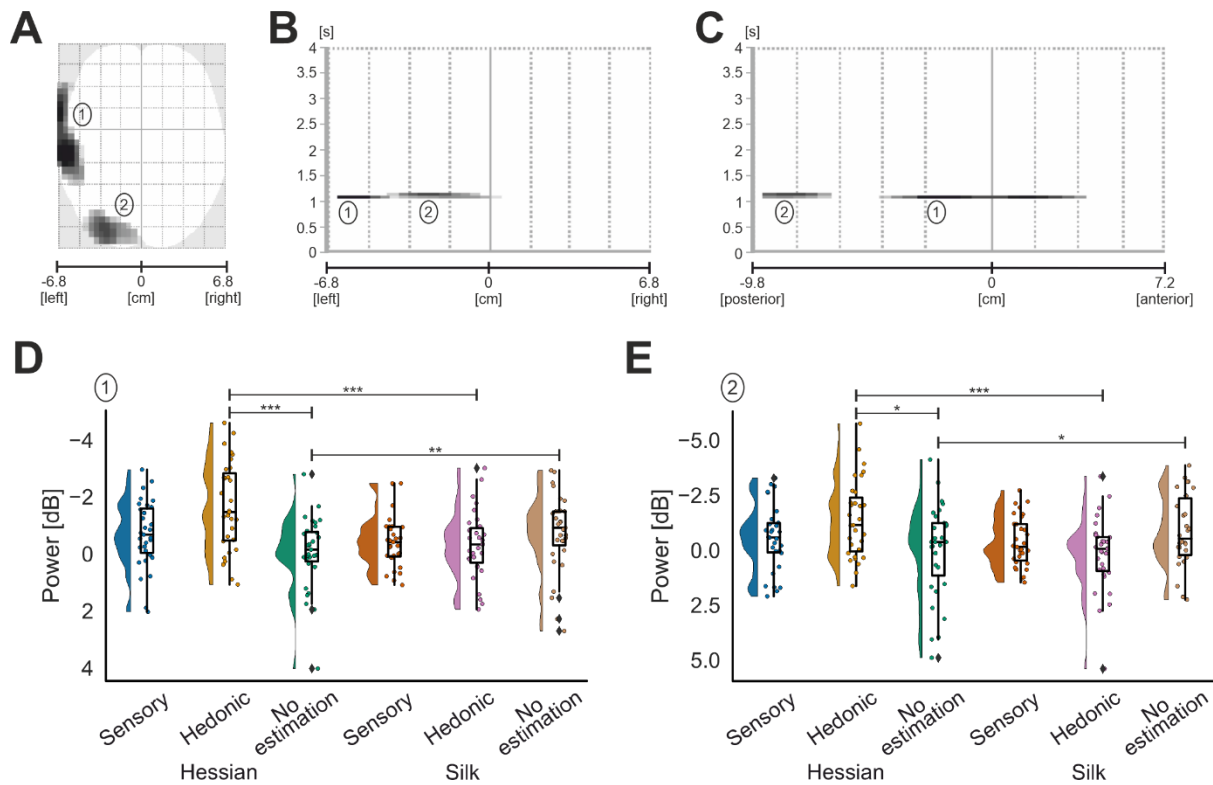 A
1
2
-6.8 0 6.8
[left] [cm] [right]
B
[s]
4
3.5
3
2.5
2
1.5
1
0.5
0
1
2
-6.8 0 6.8
[left] [cm] [right]
C
[s]
4
3.5
3
2.5
2
1.5
1
0.5
0
2
1
-9.8 0 7.2
[posterior] [cm] [anterior]
D
1
***
***
**
Power [dB]
−4
−2
0
2
4
Sensory Hedonic No estimation Sensory Hedonic No estimation
Hessian Silk
E
2
***
*
*
Power [dB]
−5.0
−2.5
0.0
2.5
5.0
Sensory Hedonic No estimation Sensory Hedonic No estimation
Hessian Silk